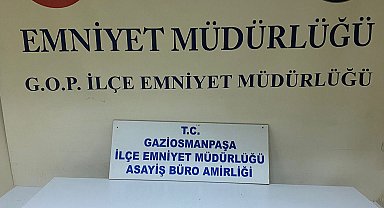 EMNİYET MÜDÜRLÜĞÜ
G.O.P. İLÇE EMNİYET MÜDÜRLÜĞÜ
T.C.
GAZİOSMANPAŞA
İLÇE EMNİYET MÜDÜRLÜĞÜ
ASAYİŞ BÜRO AMİRLİĞİ